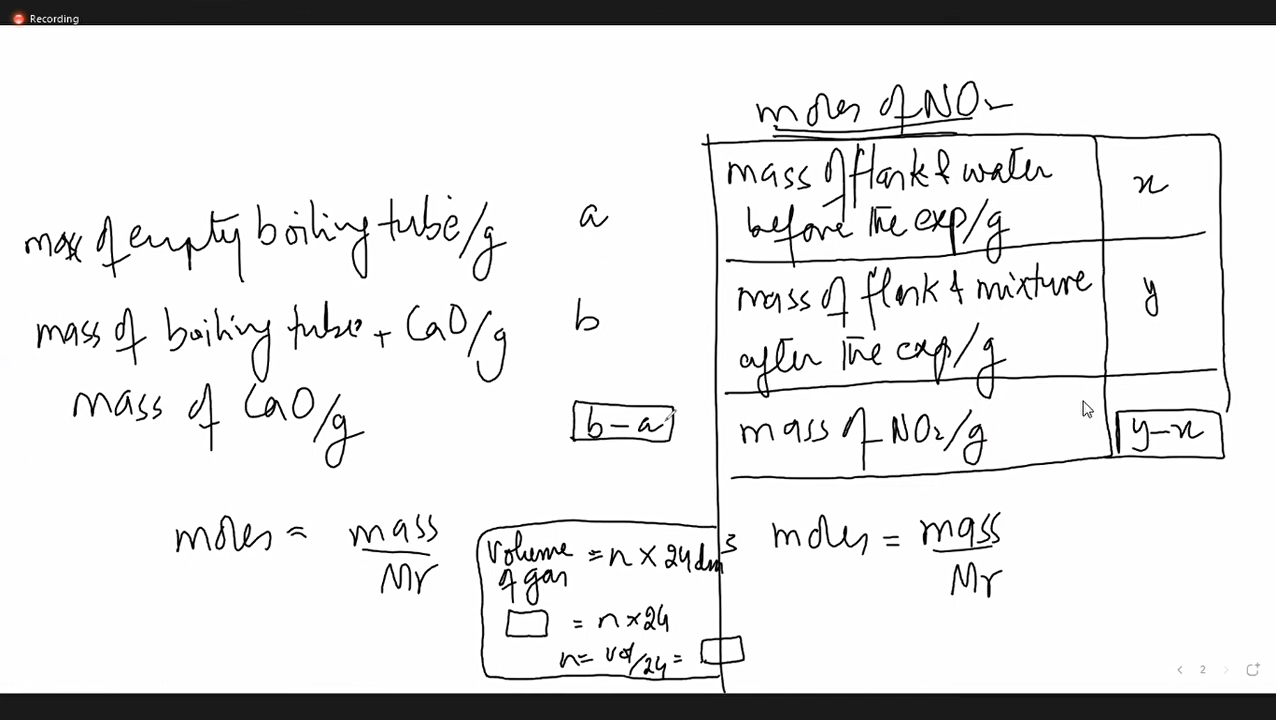 Recording
moles of NO₂
mass of flask & water x
before the exp/g
mass of flask & mixture y
after the exp/g
mass of NO₂/g y-x
moles = mass
Mr
mass of empty boiling tube/g a
mass of boiling tube + CaO/g b
mass of CaO/g b-a
moles = mass
Mr
Volume = n × 24dm³
of gas
= n×24
n= vol/24 =
2